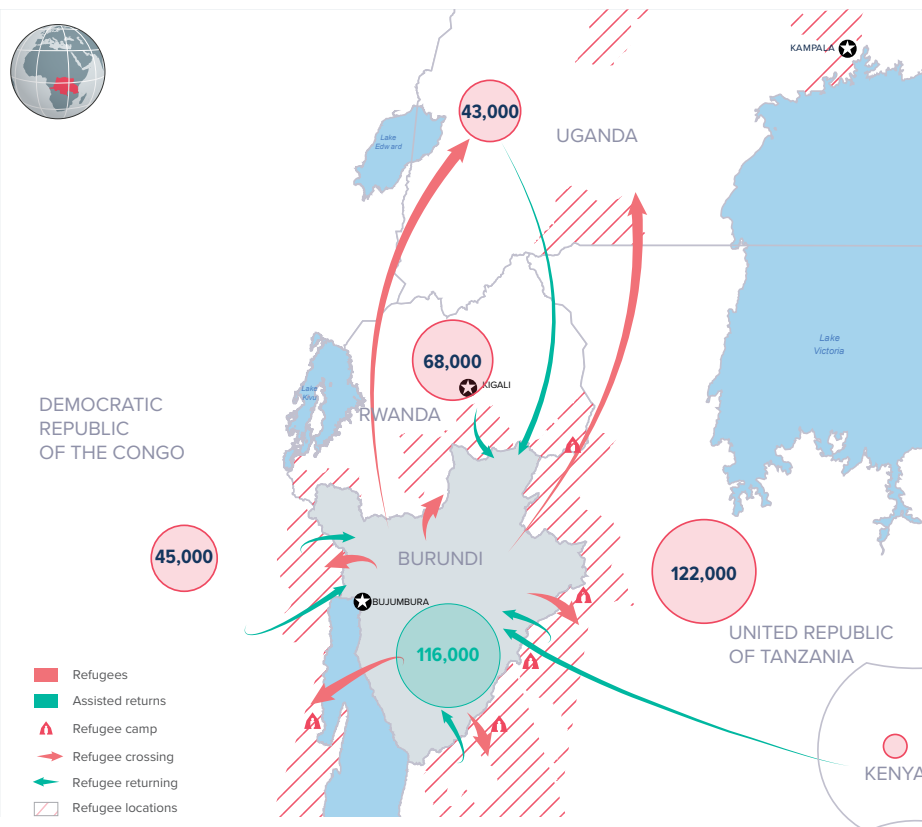 KAMPALA
43,000
Lake
Edward
UGANDA
Lake
Victoria
68,000
KIGALI
Lake
Kivu
RWANDA
DEMOCRATIC
REPUBLIC
OF THE CONGO
45,000
BURUNDI
122,000
BUJUMBURA
116,000
UNITED REPUBLIC
OF TANZANIA
KENYA
Refugees
Assisted returns
Refugee camp
Refugee crossing
Refugee returning
Refugee locations